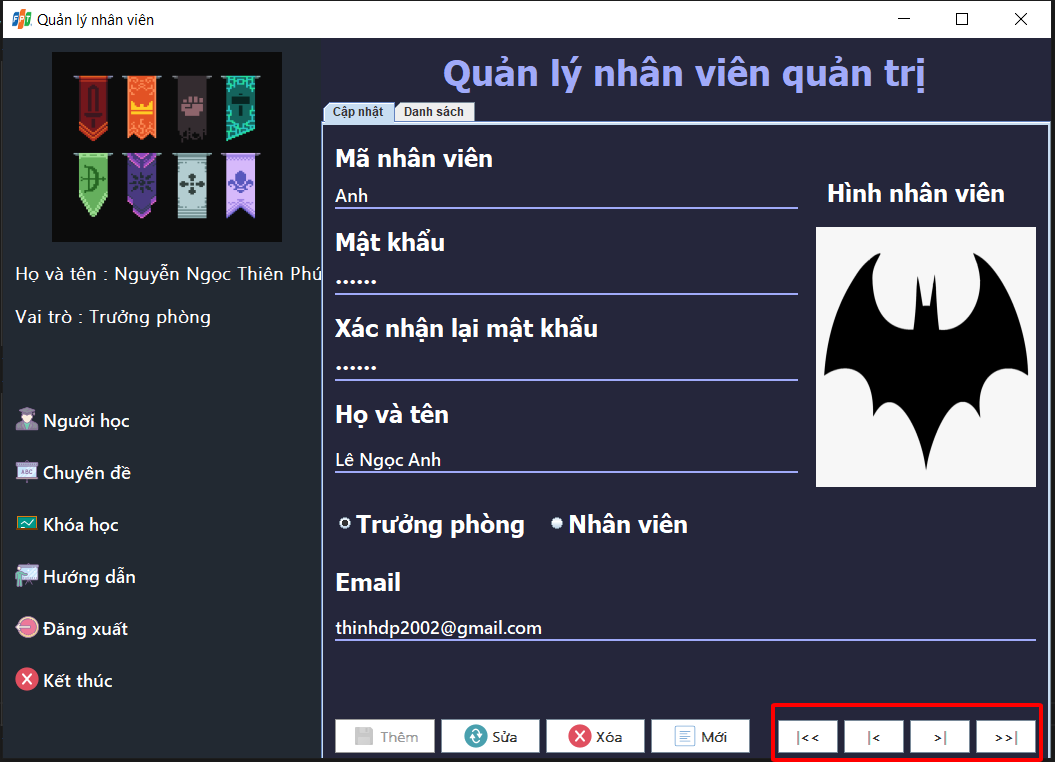 FPT Quản lý nhân viên
Quản lý nhân viên quản trị
Cập nhật Danh sách
Mã nhân viên
Anh
Hình nhân viên
Mật khẩu
••••••
Xác nhận lại mật khẩu
••••••
Họ và tên
Lê Ngọc Anh
Trưởng phòng Nhân viên
Email
thinhdp2002@gmail.com
Thêm Sửa Xóa Mới |<< |< >| >>|
Họ và tên : Nguyễn Ngọc Thiên Phú
Vai trò : Trưởng phòng
Người học
ABC Chuyên đề
Khóa học
Hướng dẫn
Đăng xuất
Kết thúc